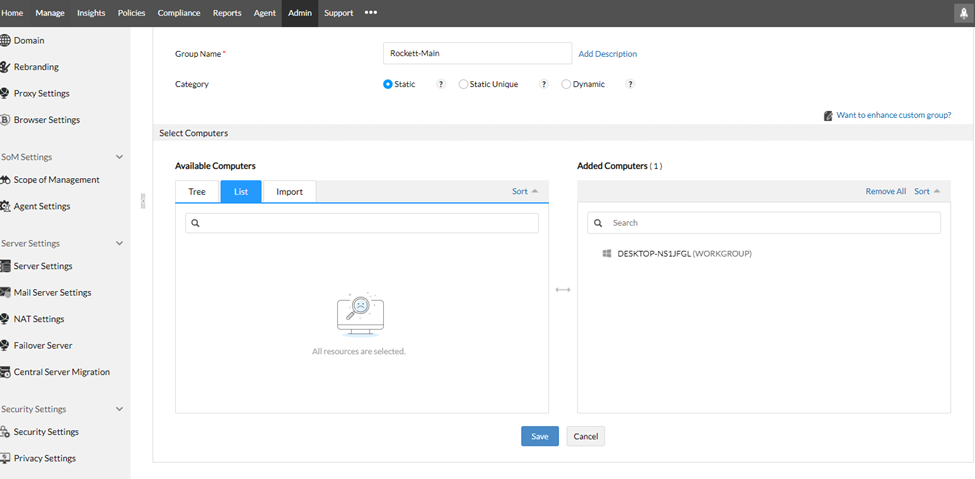 Home Manage Insights Policies Compliance Reports Agent Admin Support •••
Domain
Rebranding
Proxy Settings
Browser Settings
SoM Settings
Scope of Management
Agent Settings
Server Settings
Server Settings
Mail Server Settings
NAT Settings
Failover Server
Central Server Migration
Security Settings
Security Settings
Privacy Settings
Group Name * Rockett-Main Add Description
Category Static ? Static Unique ? Dynamic ?
Want to enhance custom group?
Select Computers
Available Computers
Tree List Import Sort
All resources are selected.
Added Computers ( 1 )
Remove All Sort
Search
DESKTOP-NS1JFGL (WORKGROUP)
Save Cancel